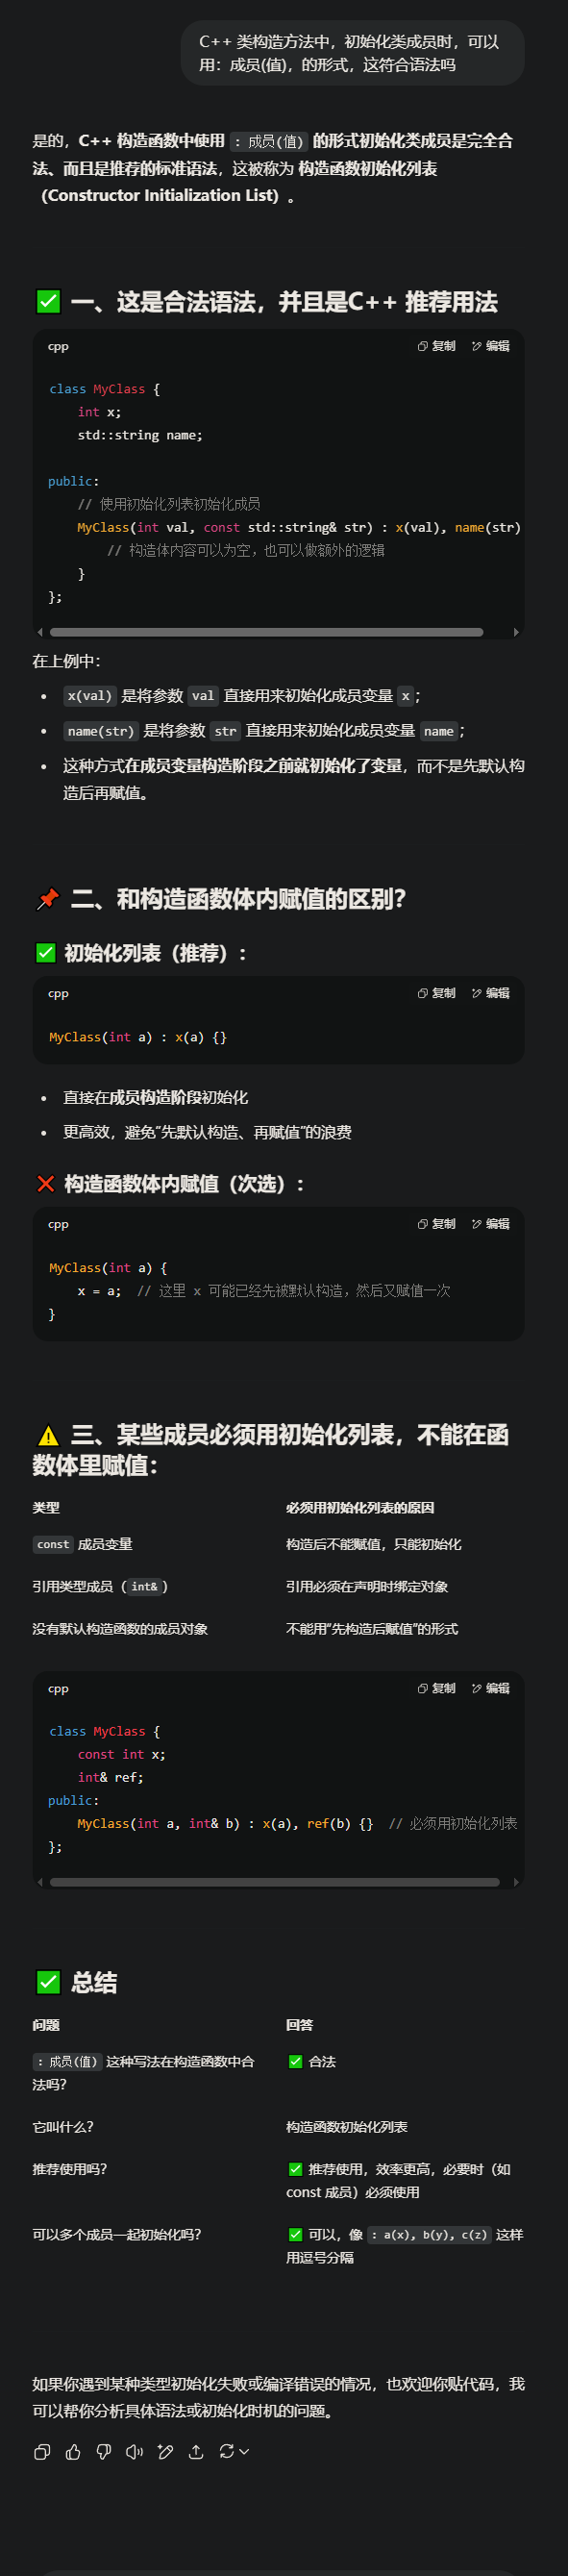 C++ 类构造方法中，初始化类成员时，可以
用：成员(值)，的形式，这符合语法吗
是的，C++ 构造函数中使用 : 成员(值) 的形式初始化类成员是完全合
法、而且是推荐的标准语法，这被称为 构造函数初始化列表
（Constructor Initialization List）。
✅ 一、这是合法语法，并且是C++ 推荐用法
cpp 复制 编辑
class MyClass {
    int x;
    std::string name;
public:
    // 使用初始化列表初始化成员
    MyClass(int val, const std::string& str) : x(val), name(str)
        // 构造体内容可以为空，也可以做额外的逻辑
    }
};
在上例中：
• x(val) 是将参数 val 直接用来初始化成员变量 x；
• name(str) 是将参数 str 直接用来初始化成员变量 name；
• 这种方式在成员变量构造阶段之前就初始化了变量，而不是先默认构
造后再赋值。
📌 二、和构造函数体内赋值的区别？
✅ 初始化列表（推荐）：
cpp 复制 编辑
MyClass(int a) : x(a) {}
• 直接在成员构造阶段初始化
• 更高效，避免“先默认构造、再赋值”的浪费
❌ 构造函数体内赋值（次选）：
cpp 复制 编辑
MyClass(int a) {
    x = a;  // 这里 x 可能已经先被默认构造，然后又赋值一次
}
⚠️ 三、某些成员必须用初始化列表，不能在函
数体里赋值：
类型 必须用初始化列表的原因
const 成员变量 构造后不能赋值，只能初始化
引用类型成员（int&） 引用必须在声明时绑定对象
没有默认构造函数的成员对象 不能用“先构造后赋值”的形式
cpp 复制 编辑
class MyClass {
    const int x;
    int& ref;
public:
    MyClass(int a, int& b) : x(a), ref(b) {}  // 必须用初始化列表
};
✅ 总结
问题 回答
: 成员(值) 这种写法在构造函数中合
法吗？
✅ 合法
它叫什么？ 构造函数初始化列表
推荐使用吗？ ✅ 推荐使用，效率更高，必要时（如
const 成员）必须使用
可以多个成员一起初始化吗？ ✅ 可以，像 : a(x), b(y), c(z) 这样
用逗号分隔
如果你遇到某种类型初始化失败或编译错误的情况，也欢迎你贴代码，我
可以帮你分析具体语法或初始化时机的问题。